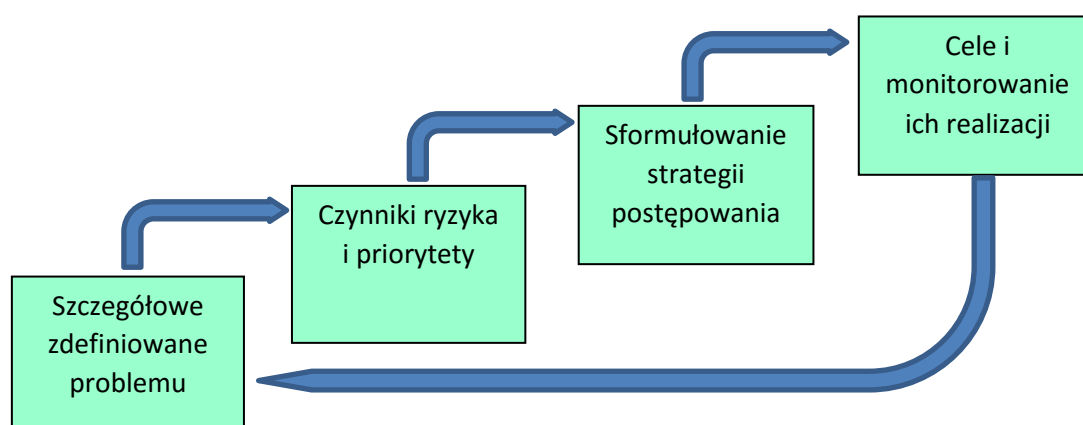 Szczegółowe
zdefiniowane
problemu
Czynniki ryzyka
i priorytety
Sformułowanie
strategii
postępowania
Cele i
monitorowanie
ich realizacji